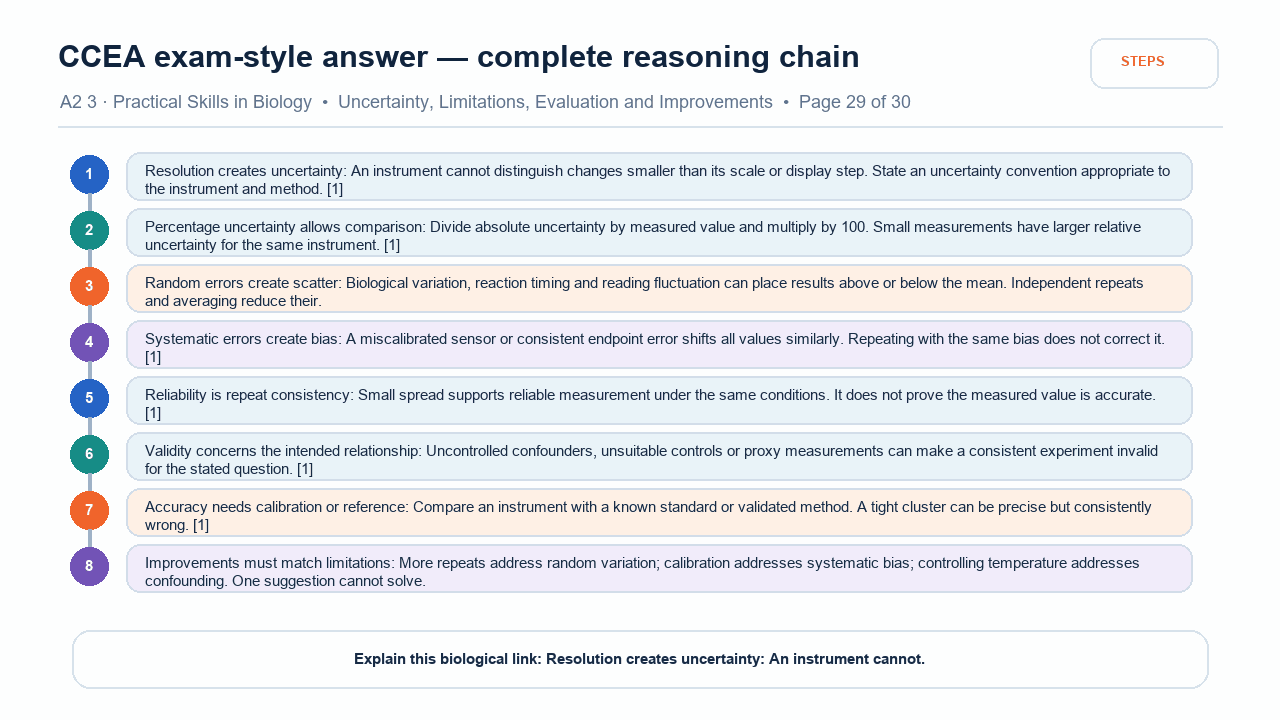 CCEA exam-style answer — complete reasoning chain
STEPS
A2 3 · Practical Skills in Biology • Uncertainty, Limitations, Evaluation and Improvements • Page 29 of 30
1
Resolution creates uncertainty: An instrument cannot distinguish changes smaller than its scale or display step. State an uncertainty convention appropriate to
the instrument and method. [1]
2
Percentage uncertainty allows comparison: Divide absolute uncertainty by measured value and multiply by 100. Small measurements have larger relative
uncertainty for the same instrument. [1]
3
Random errors create scatter: Biological variation, reaction timing and reading fluctuation can place results above or below the mean. Independent repeats
and averaging reduce their.
4
Systematic errors create bias: A miscalibrated sensor or consistent endpoint error shifts all values similarly. Repeating with the same bias does not correct it.
[1]
5
Reliability is repeat consistency: Small spread supports reliable measurement under the same conditions. It does not prove the measured value is accurate.
[1]
6
Validity concerns the intended relationship: Uncontrolled confounders, unsuitable controls or proxy measurements can make a consistent experiment invalid
for the stated question. [1]
7
Accuracy needs calibration or reference: Compare an instrument with a known standard or validated method. A tight cluster can be precise but consistently
wrong. [1]
8
Improvements must match limitations: More repeats address random variation; calibration addresses systematic bias; controlling temperature addresses
confounding. One suggestion cannot solve.
Explain this biological link: Resolution creates uncertainty: An instrument cannot.